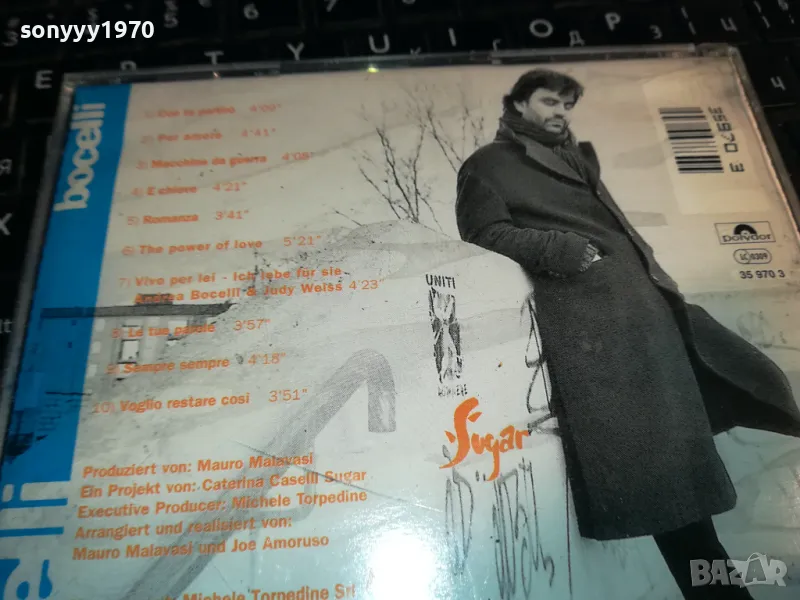 sonyyy1970
E R T Y U I O P
bocelli
1) Con te partirò 4'09"
2) Per amore 4'41"
3) Macchine da guerra 4'08"
4) E chiove 4'21"
5) Romanza 3'41"
6) The power of love 5'21"
7) Vivo per lei - Ich lebe für sie
Andrea Bocelli & Judy Weiss 4'23"
8) Le tue parole 3'57"
9) Sempre sempre 4'18"
10) Voglio restare così 3'51"
Produziert von: Mauro Malavasi
Ein Projekt von: Caterina Caselli Sugar
Executive Producer: Michele Torpedine
Arrangiert und realisiert von:
Mauro Malavasi und Joe Amoruso
Michele Torpedine Srl
UNITI
Sugar
35970 3
polydor
LC 0309
35 970 3
BAZAR